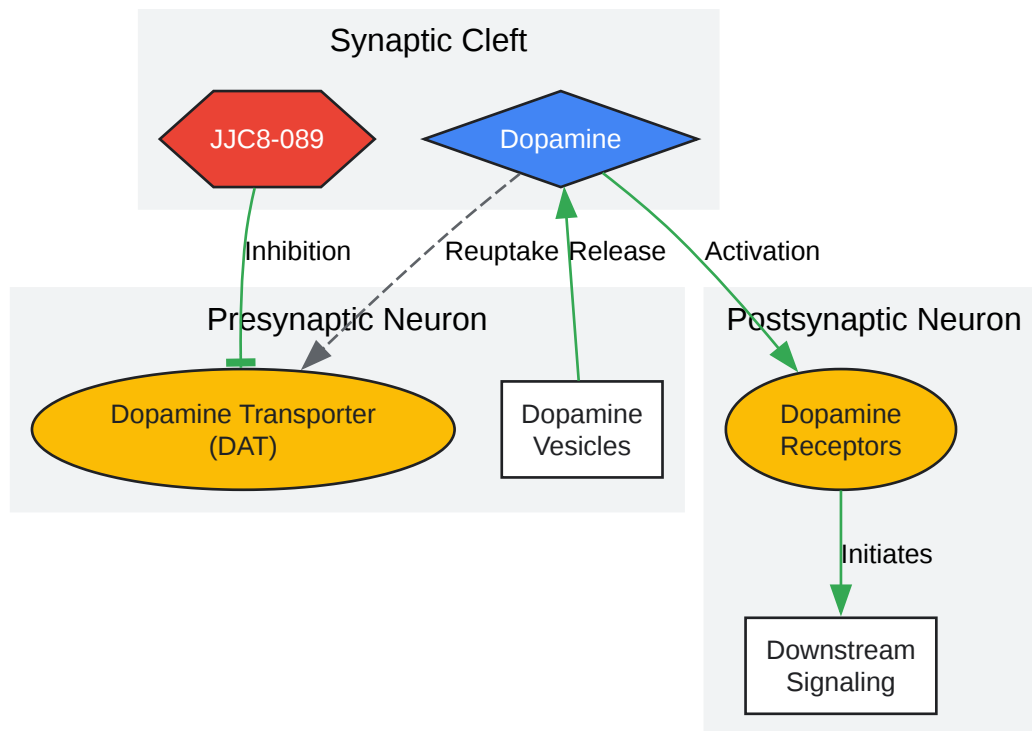 Synaptic Cleft
JJC8-089
Dopamine
Inhibition
Reuptake
Release
Activation
Presynaptic Neuron
Postsynaptic Neuron
Dopamine Transporter
(DAT)
Dopamine
Vesicles
Dopamine
Receptors
Initiates
Downstream
Signaling